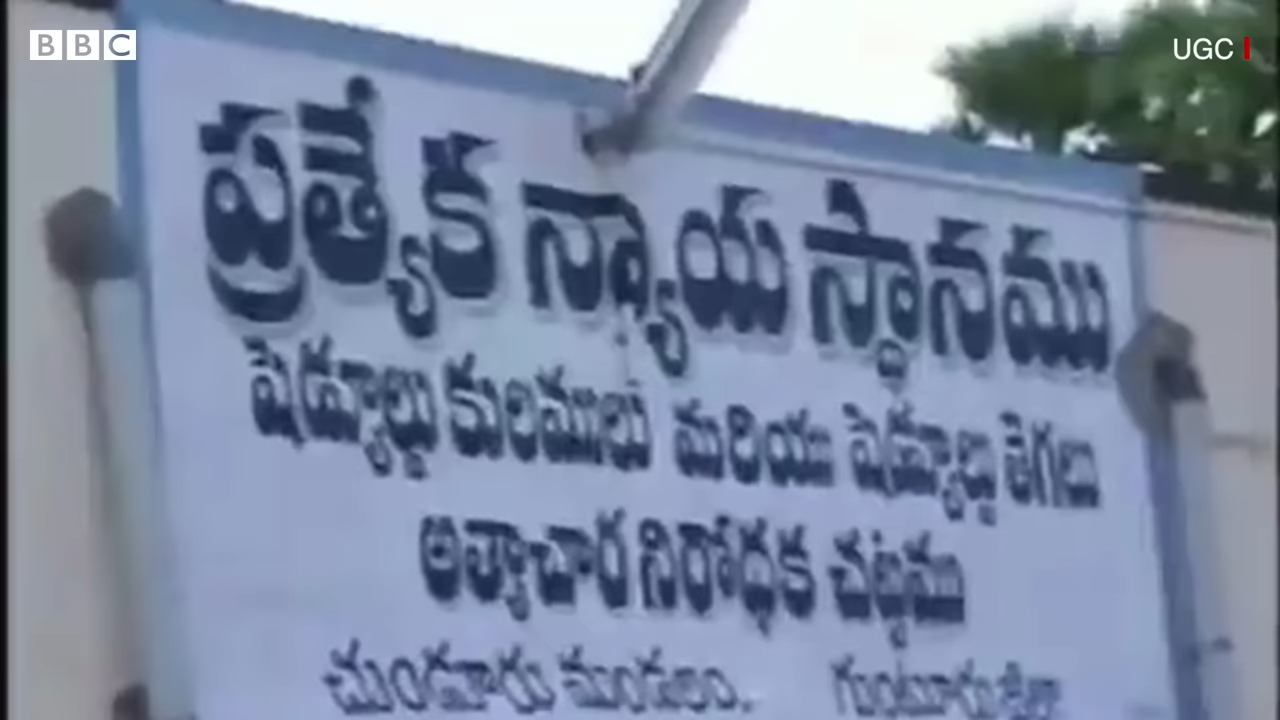 BBC
UGC
ప్రత్యేక న్యాయ స్థానము
షెడ్యూల్డు కులములు మరియు షెడ్యూల్డు తెగలు
అత్యాచార నిరోధక చట్టము
చుండూరు మండలం, గుంటూరు జిల్లా